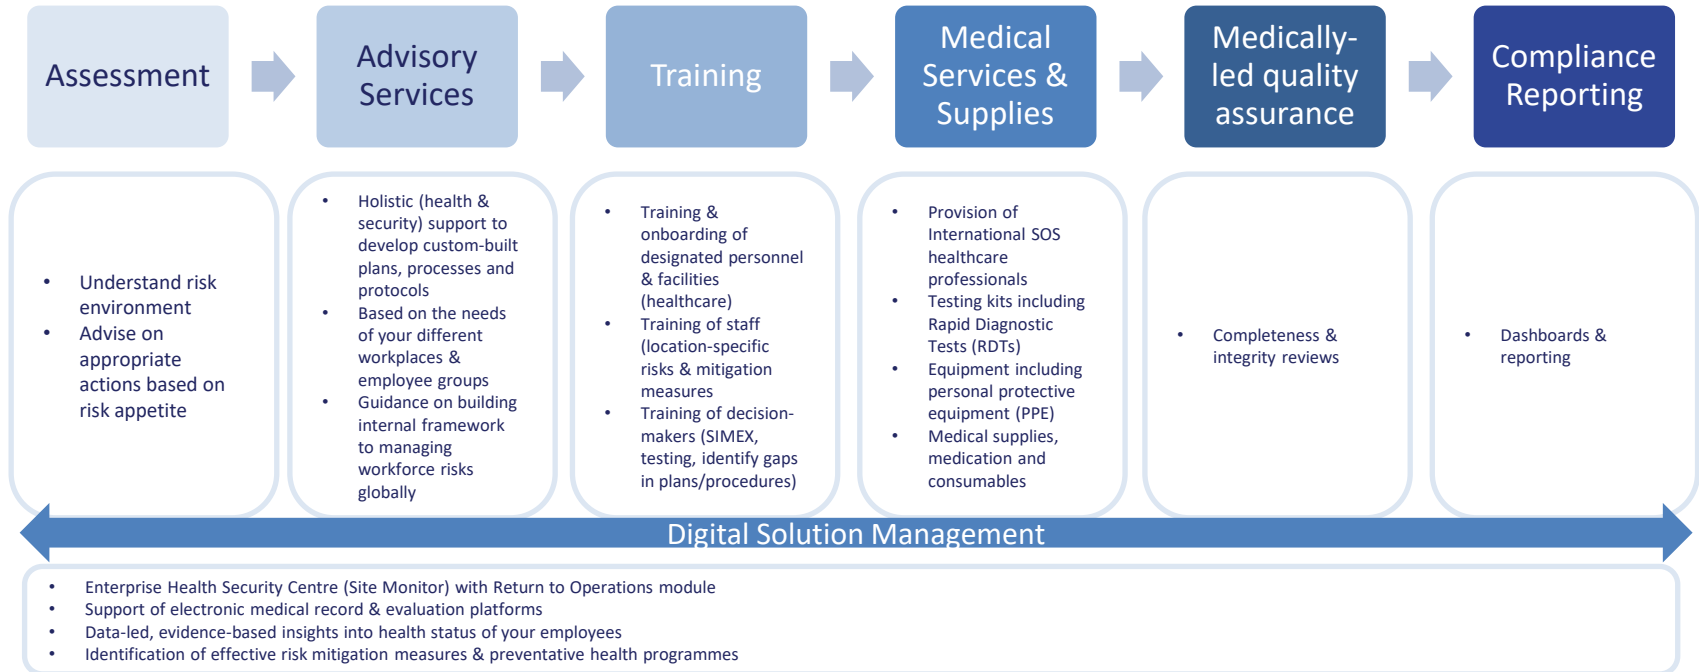 Assessment
Advisory
Services
Training
Medical
Services &
Supplies
Medically-
led quality
assurance
Compliance
Reporting
• Understand risk
environment
• Advise on
appropriate
actions based on
risk appetite
• Holistic (health &
security) support to
develop custom-built
plans, processes and
protocols
• Based on the needs
of your different
workplaces &
employee groups
• Guidance on building
internal framework
to managing
workforce risks
globally
• Training &
onboarding of
designated personnel
& facilities
(healthcare)
• Training of staff
(location-specific
risks & mitigation
measures
• Training of decision-
makers (SIMEX,
testing, identify gaps
in plans/procedures)
• Provision of
International SOS
healthcare
professionals
• Testing kits including
Rapid Diagnostic
Tests (RDTs)
• Equipment including
personal protective
equipment (PPE)
• Medical supplies,
medication and
consumables
• Completeness &
integrity reviews
• Dashboards &
reporting
Digital Solution Management
• Enterprise Health Security Centre (Site Monitor) with Return to Operations module
• Support of electronic medical record & evaluation platforms
• Data-led, evidence-based insights into health status of your employees
• Identification of effective risk mitigation measures & preventative health programmes